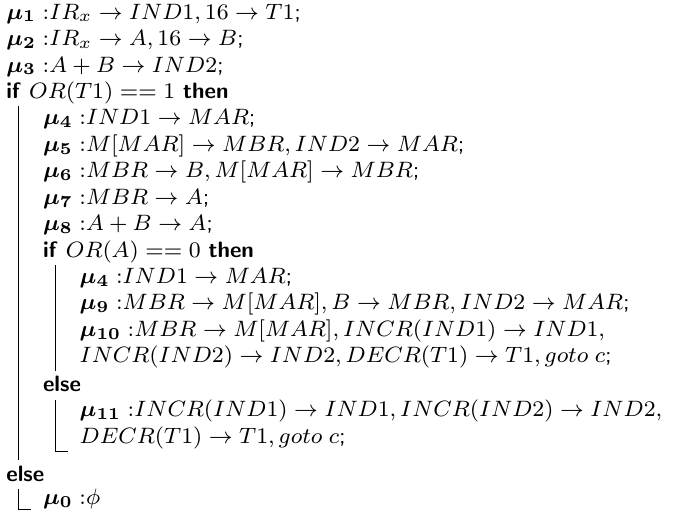 μ₁ :IRₓ → IND1, 16 → T1;
μ₂ :IRₓ → A, 16 → B;
μ₃ :A + B → IND2;
if OR(T1) == 1 then
μ₄ :IND1 → MAR;
μ₅ :M[MAR] → MBR, IND2 → MAR;
μ₆ :MBR → B, M[MAR] → MBR;
μ₇ :MBR → A;
μ₈ :A + B → A;
if OR(A) == 0 then
μ₄ :IND1 → MAR;
μ₉ :MBR → M[MAR], B → MBR, IND2 → MAR;
μ₁₀ :MBR → M[MAR], INCR(IND1) → IND1,
INCR(IND2) → IND2, DECR(T1) → T1, goto c;
else
μ₁₁ :INCR(IND1) → IND1, INCR(IND2) → IND2,
DECR(T1) → T1, goto c;
else
μ₀ :ϕ